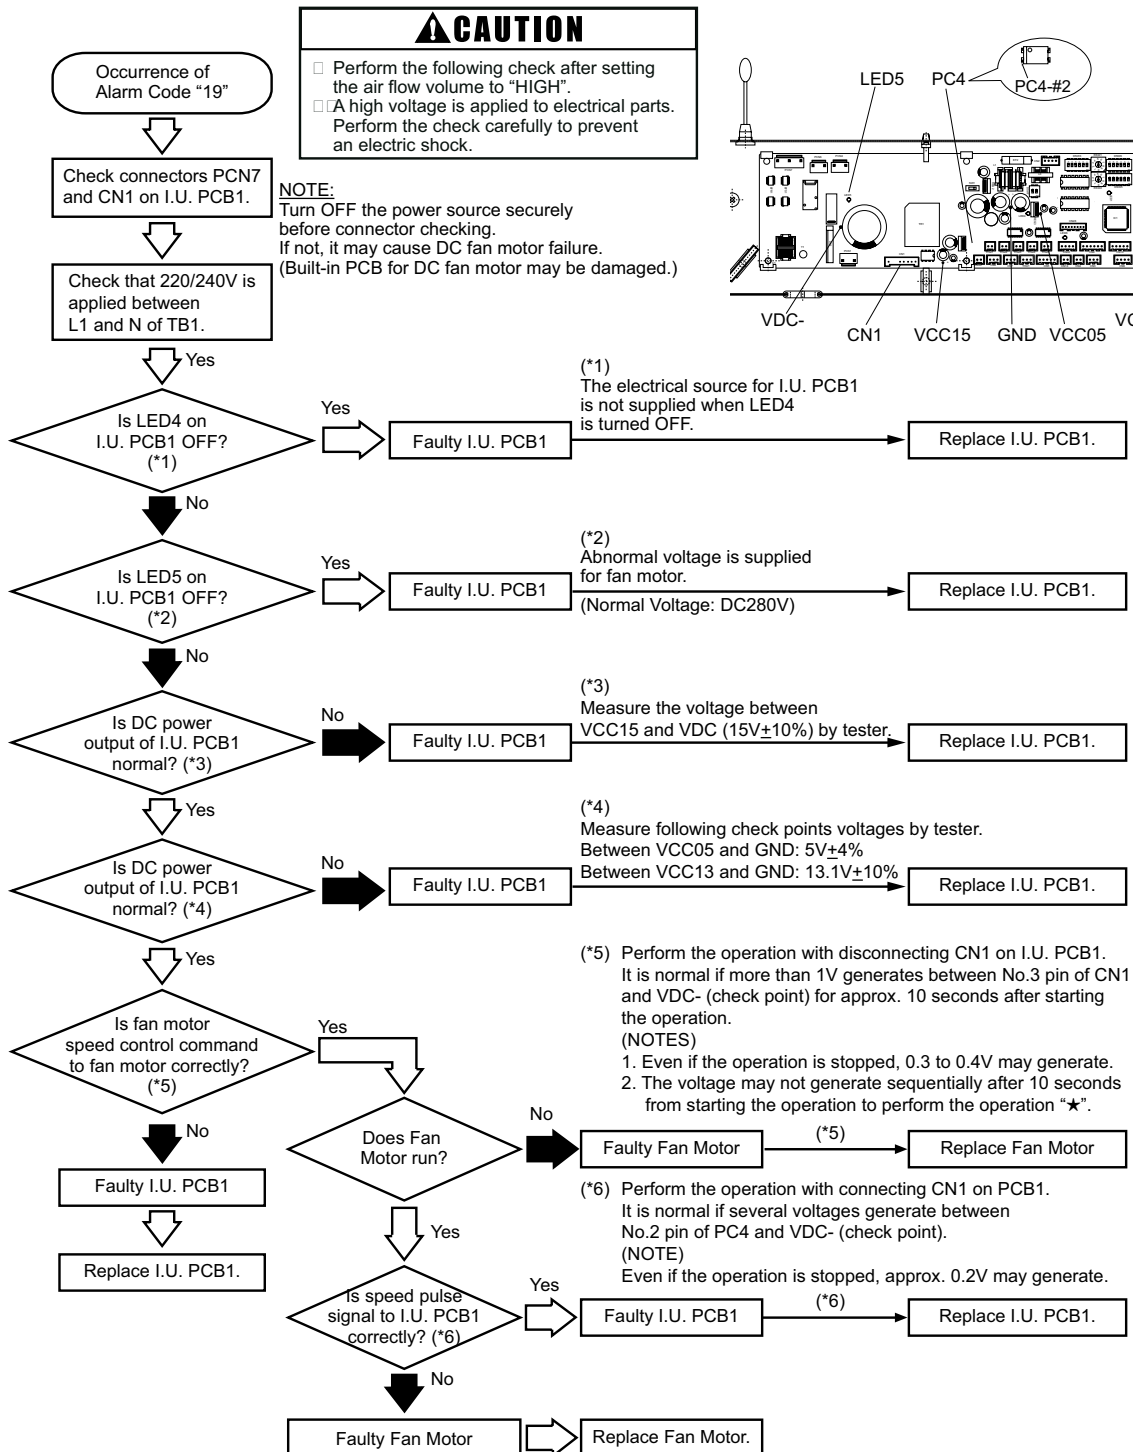 CAUTION
Perform the following check after setting
the air flow volume to “HIGH”.
A high voltage is applied to electrical parts.
Perform the check carefully to prevent
an electric shock.
Occurrence of
Alarm Code “19”
Check connectors PCN7
and CN1 on I.U. PCB1.
NOTE:
Turn OFF the power source securely
before connector checking.
If not, it may cause DC fan motor failure.
(Built-in PCB for DC fan motor may be damaged.)
LED5
PC4
PC4-#2
VDC-
CN1
VCC15
GND
VCC05
VC
Check that 220/240V is
applied between
L1 and N of TB1.
Yes
Is LED4 on
I.U. PCB1 OFF?
(*1)
Yes
Faulty I.U. PCB1
(*1)
The electrical source for I.U. PCB1
is not supplied when LED4
is turned OFF.
Replace I.U. PCB1.
No
Is LED5 on
I.U. PCB1 OFF?
(*2)
Yes
Faulty I.U. PCB1
(*2)
Abnormal voltage is supplied
for fan motor.
(Normal Voltage: DC280V)
Replace I.U. PCB1.
No
Is DC power
output of I.U. PCB1
normal? (*3)
No
Faulty I.U. PCB1
(*3)
Measure the voltage between
VCC15 and VDC (15V±10%) by tester.
Replace I.U. PCB1.
Yes
Is DC power
output of I.U. PCB1
normal? (*4)
No
Faulty I.U. PCB1
(*4)
Measure following check points voltages by tester.
Between VCC05 and GND: 5V±4%
Between VCC13 and GND: 13.1V±10%
Replace I.U. PCB1.
Yes
Is fan motor
speed control command
to fan motor correctly?
(*5)
Yes
(*5) Perform the operation with disconnecting CN1 on I.U. PCB1.
It is normal if more than 1V generates between No.3 pin of CN1
and VDC- (check point) for approx. 10 seconds after starting
the operation.
(NOTES)
1. Even if the operation is stopped, 0.3 to 0.4V may generate.
2. The voltage may not generate sequentially after 10 seconds
from starting the operation to perform the operation “★”.
No
Faulty I.U. PCB1
Replace I.U. PCB1.
Does Fan
Motor run?
No
Faulty Fan Motor
(*5)
Replace Fan Motor
(*6) Perform the operation with connecting CN1 on PCB1.
It is normal if several voltages generate between
No.2 pin of PC4 and VDC- (check point).
(NOTE)
Even if the operation is stopped, approx. 0.2V may generate.
Yes
Is speed pulse
signal to I.U. PCB1
correctly? (*6)
Yes
Faulty I.U. PCB1
(*6)
Replace I.U. PCB1.
No
Faulty Fan Motor
Replace Fan Motor.